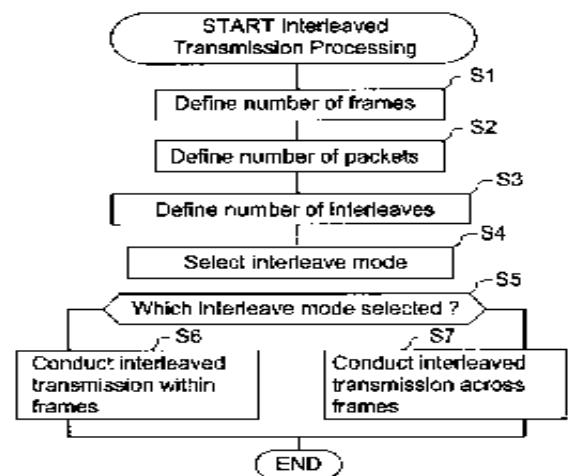 START Interleaved
Transmission Processing
S1
Define number of frames
S2
Define number of packets
S3
Define number of interleaves
S4
Select interleave mode
S5
Which interleave mode selected ?
S6
Conduct interleaved
transmission within
frames
S7
Conduct interleaved
transmission across
frames
END